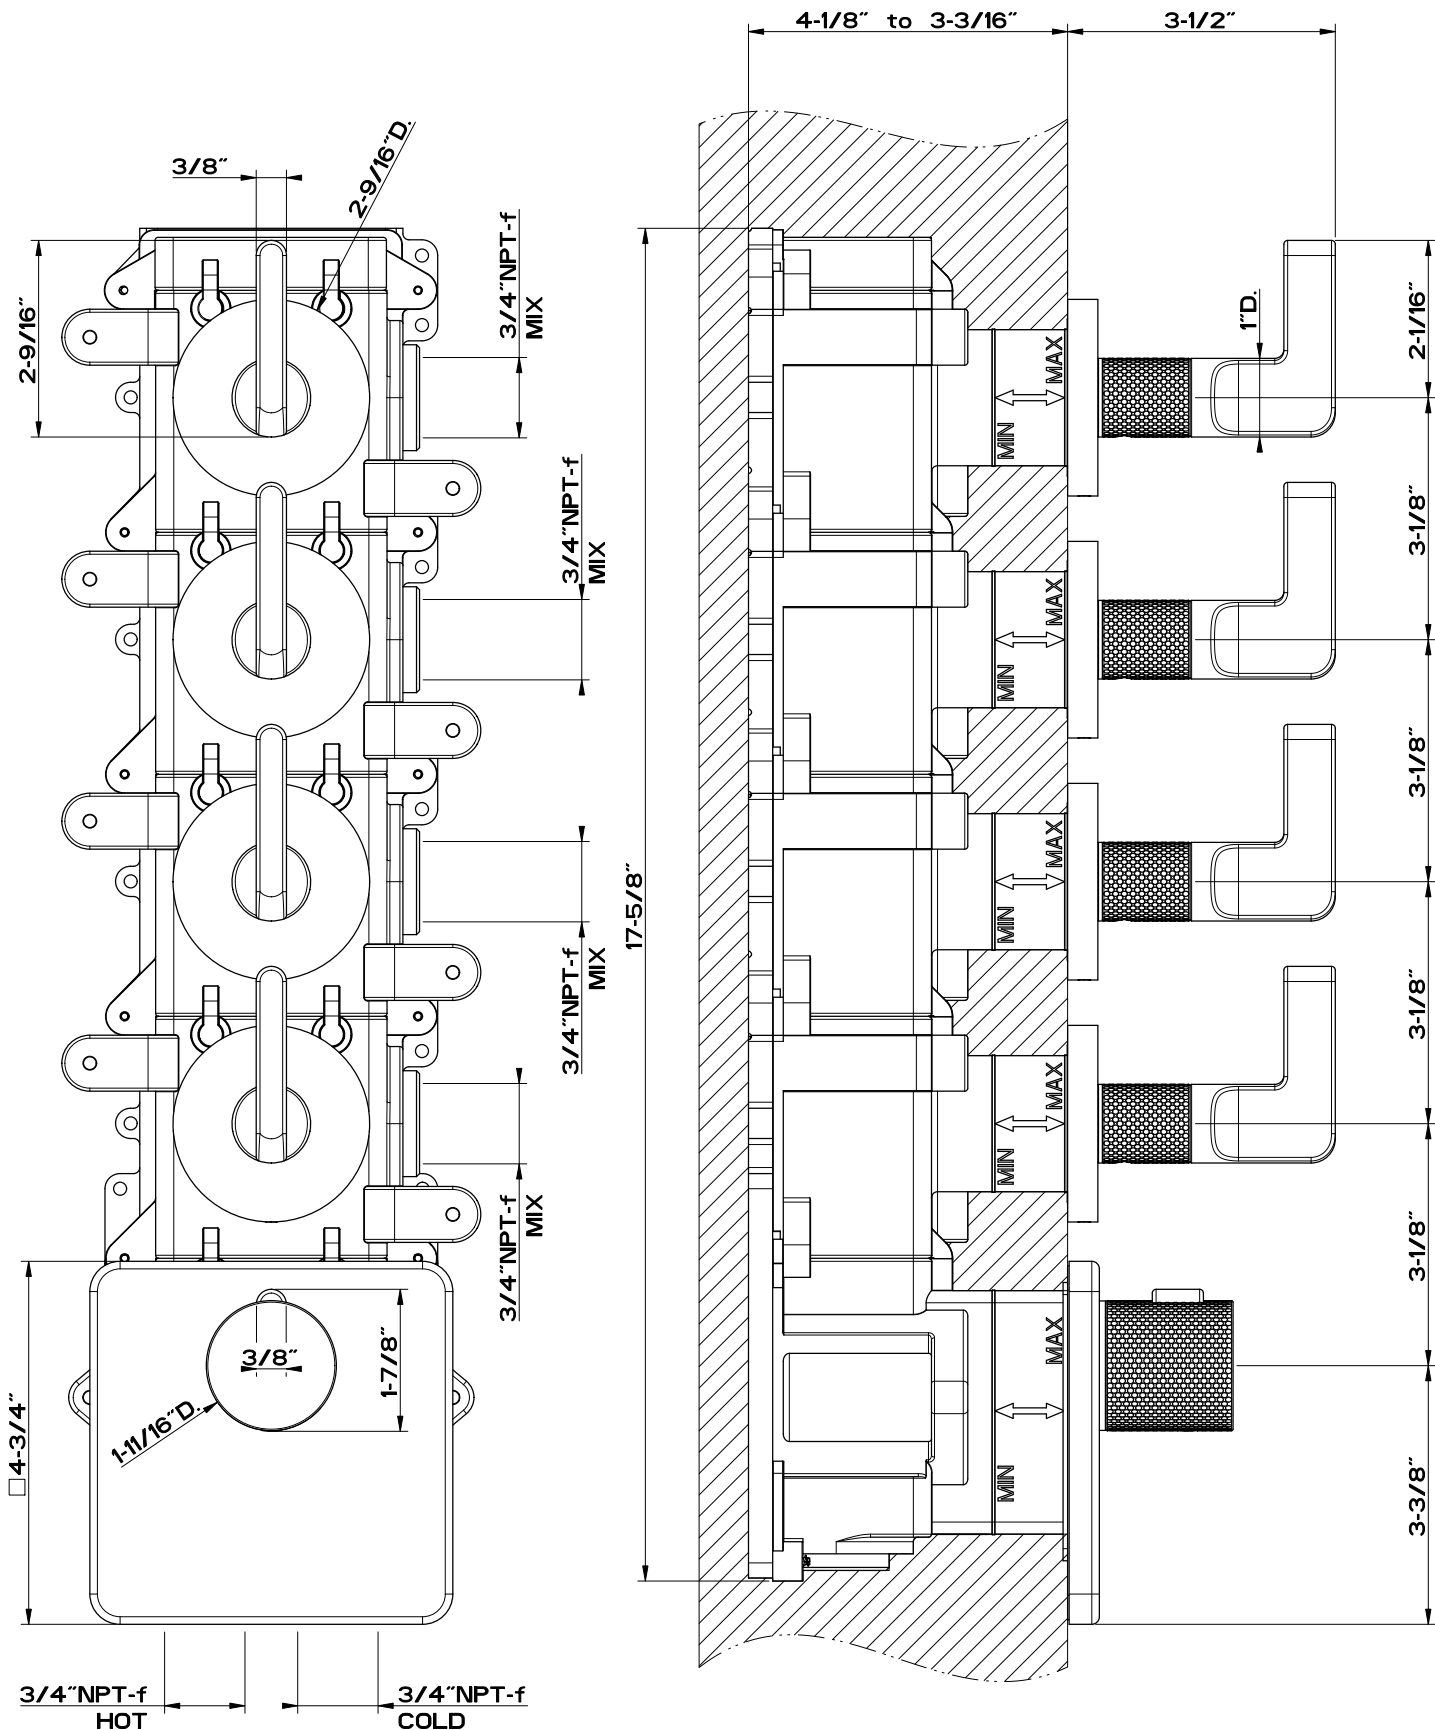 4-1/8" to 3-3/16"
3-1/2"
3/8"
2-9/16"D.
3/4"NPT-f
MIX
2-9/16"
3/4"NPT-f
MIX
3/4"NPT-f
MIX
3/4"NPT-f
MIX
17-5/8"
MAX
MIN
MAX
MIN
MAX
MIN
MAX
MIN
MAX
MIN
1"D.
2-1/16"
3-1/8"
3-1/8"
3-1/8"
3-1/8"
3-3/8"
3/8"
1-7/8"
1-11/16"D.
□4-3/4"
3/4"NPT-f
HOT
3/4"NPT-f
COLD